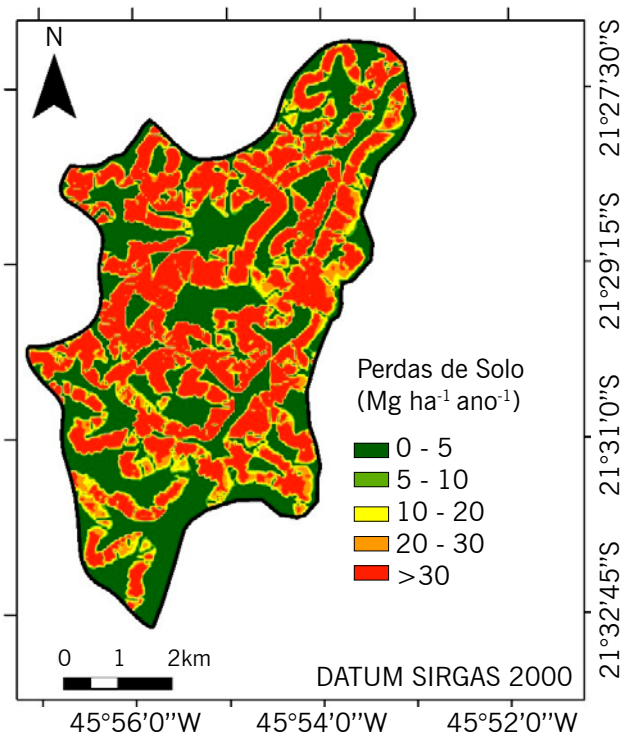 N
21°27'30''S
21°29'15''S
21°31'0''S
21°32'45''S
Perdas de Solo
(Mg ha-1 ano-1)
0 - 5
5 - 10
10 - 20
20 - 30
>30
0 1 2km
DATUM SIRGAS 2000
45°56'0''W 45°54'0''W 45°52'0''W